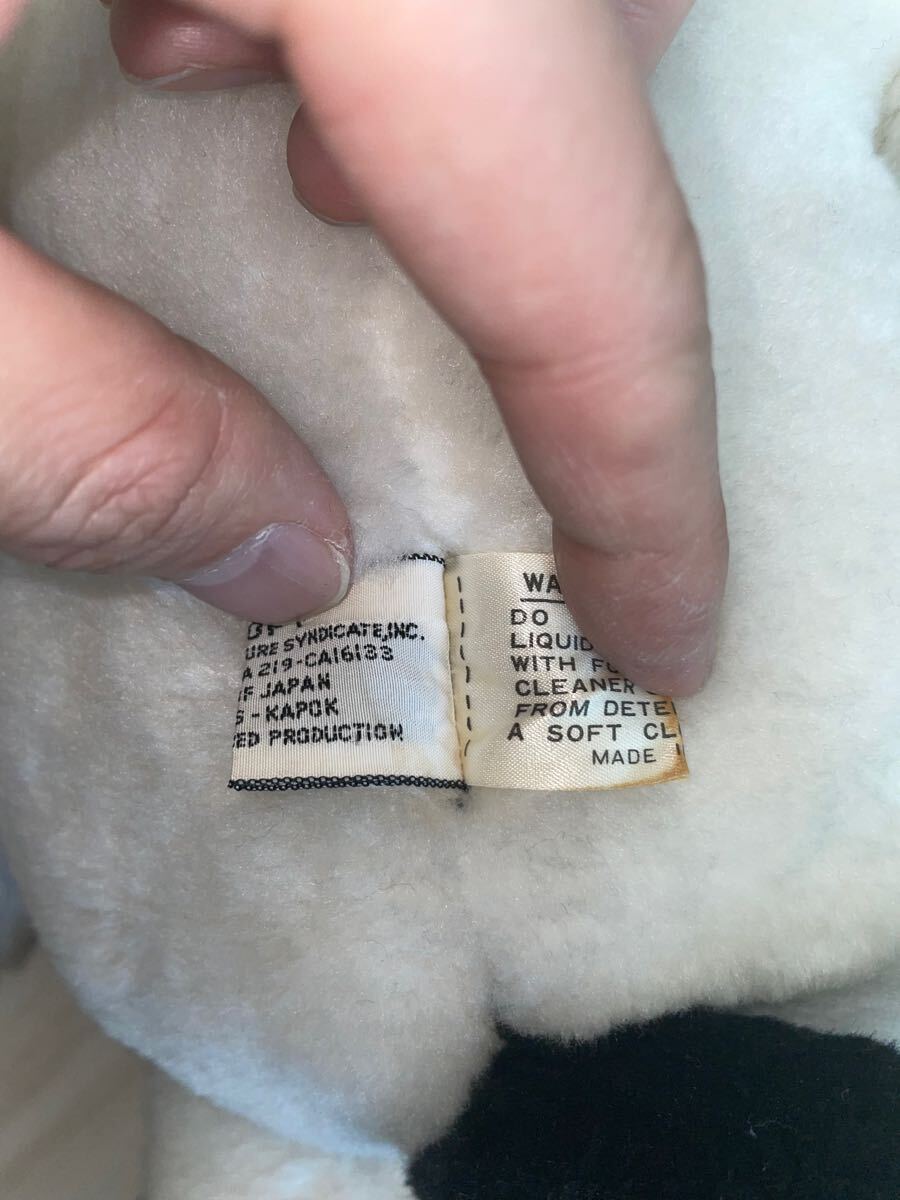 URE SYNDICATE, INC.
A 219-CA16133
F JAPAN
S - KAPOK
ED PRODUCTION
WA
DO
LIQUID
WITH FU
CLEANER
FROM DETE
A SOFT CL
MADE